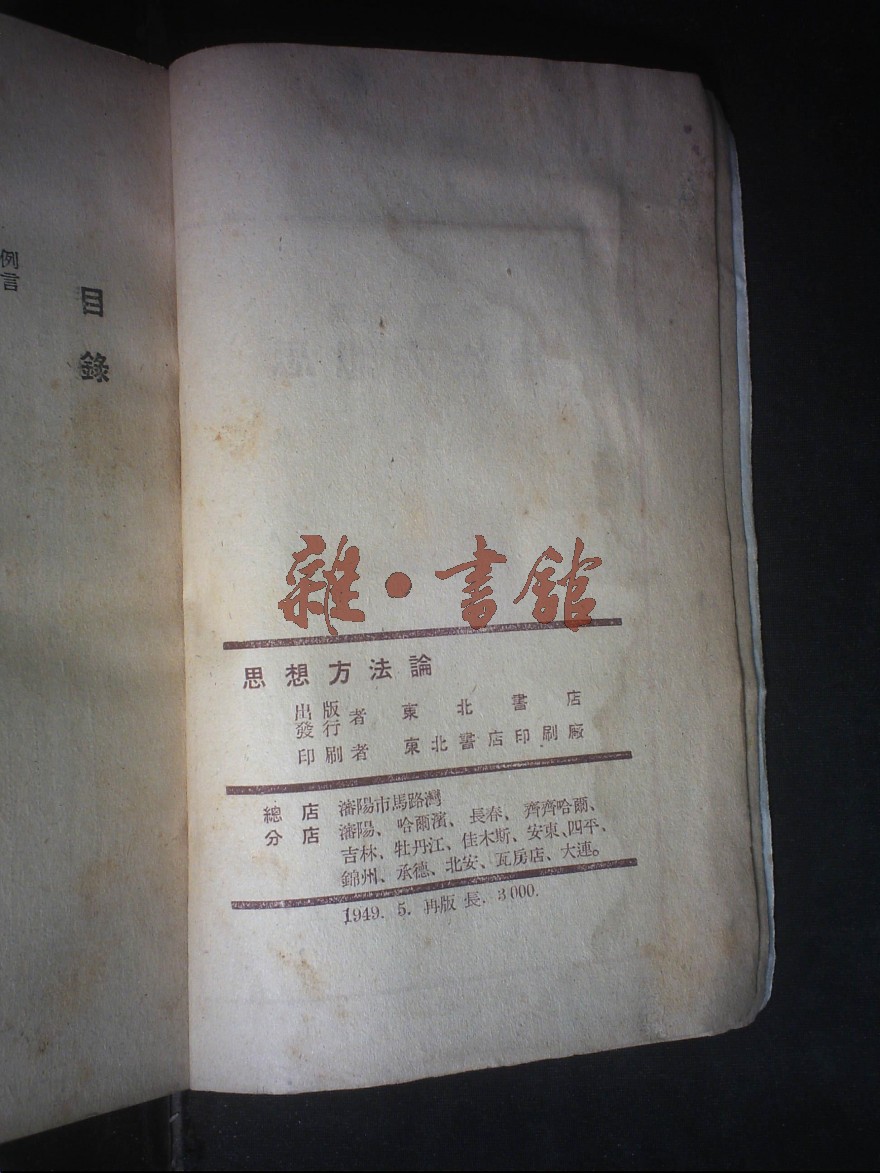 例言
目錄
雜·書館
思想方法論
出版
發行者 東北書店
印刷者 東北書店印刷廠
總店 瀋陽市馬路灣
分店 瀋陽、哈爾濱、長春、齊齊哈爾、
吉林、牡丹江、佳木斯、安東、四平、
錦州、承德、北安、瓦房店、大連。
1949. 5. 再版 長. 3000.